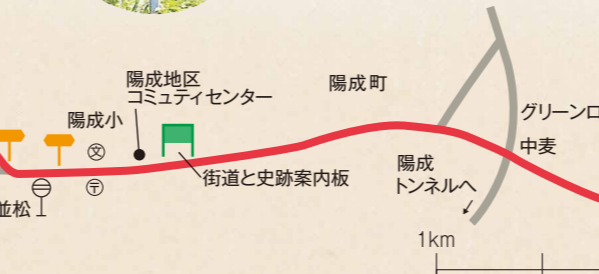 陽成地区
コミュティセンター
陽成町
陽成小
文
〒
グリーンロ
中麦
街道と史跡案内板
陽成
トンネルへ
並松
1km